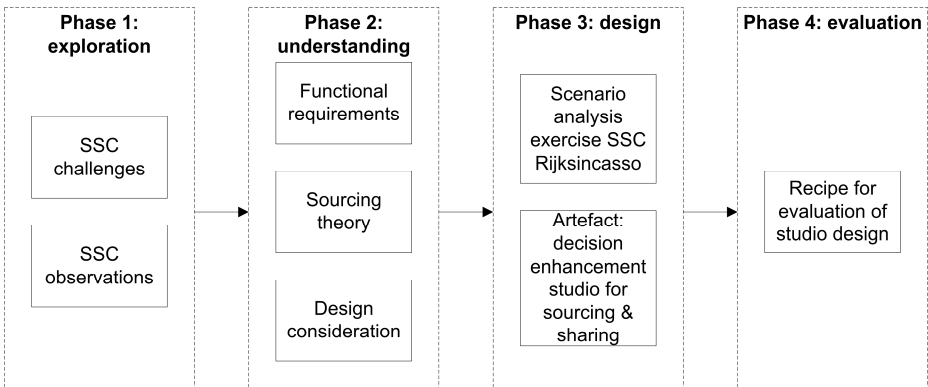 Phase 1:
exploration
SSC
challenges
SSC
observations
Phase 2:
understanding
Functional
requirements
Sourcing
theory
Design
consideration
Phase 3: design
Scenario
analysis
exercise SSC
Rijksincasso
Artefact:
decision
enhancement
studio for
sourcing &
sharing
Phase 4: evaluation
Recipe for
evaluation of
studio design